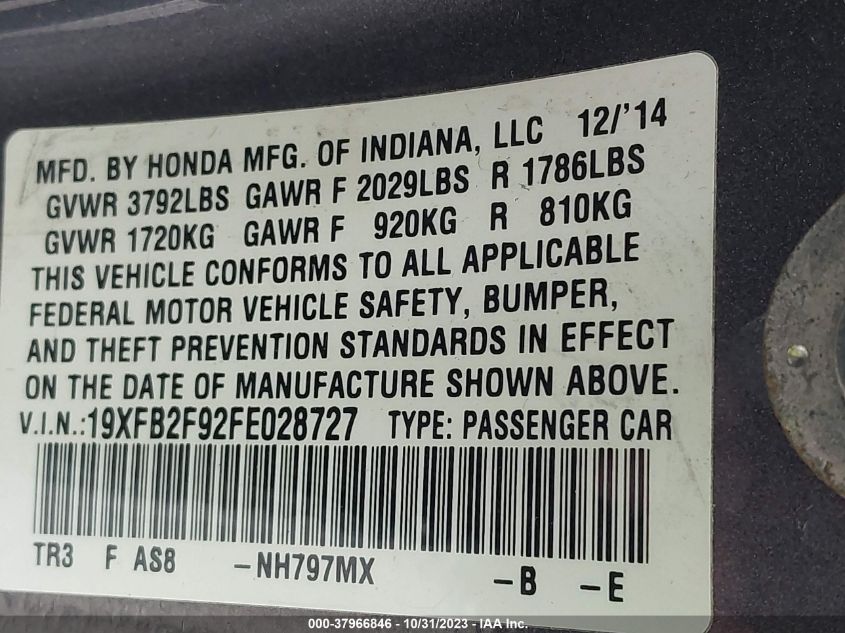 MFD. BY HONDA MFG. OF INDIANA, LLC 12/'14
GVWR 3792LBS GAWR F 2029LBS R 1786LBS
GVWR 1720KG GAWR F 920KG R 810KG
THIS VEHICLE CONFORMS TO ALL APPLICABLE
FEDERAL MOTOR VEHICLE SAFETY, BUMPER,
AND THEFT PREVENTION STANDARDS IN EFFECT
ON THE DATE OF MANUFACTURE SHOWN ABOVE.
V.I.N.:19XFB2F92FE028727 TYPE: PASSENGER CAR
TR3 F AS8 -NH797MX -B -E
000-37966846 - 10/31/2023 - IAA Inc.